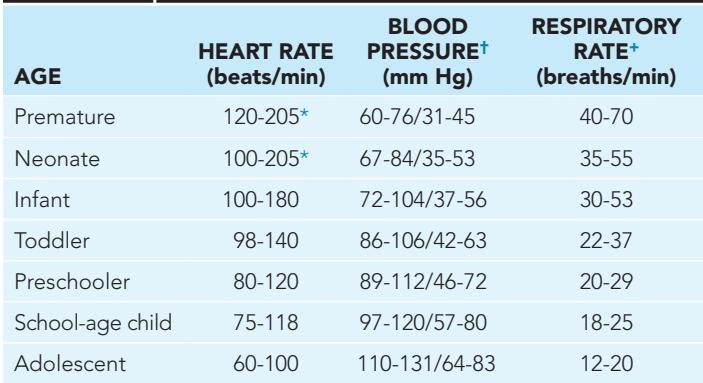 AGE HEART RATE (beats/min) BLOOD PRESSURE† (mm Hg) RESPIRATORY RATE+ (breaths/min)
Premature 120-205* 60-76/31-45 40-70
Neonate 100-205* 67-84/35-53 35-55
Infant 100-180 72-104/37-56 30-53
Toddler 98-140 86-106/42-63 22-37
Preschooler 80-120 89-112/46-72 20-29
School-age child 75-118 97-120/57-80 18-25
Adolescent 60-100 110-131/64-83 12-20